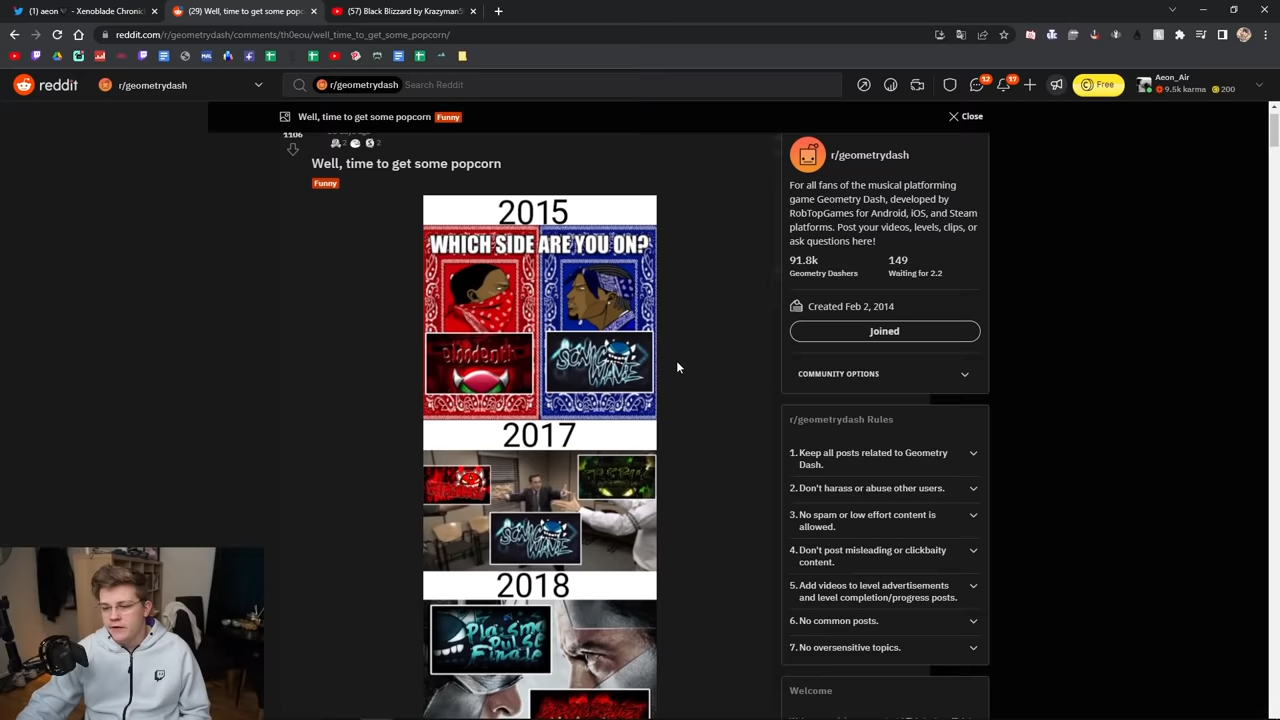 (1) aeon 🤍 - Xenoblade Chronicl
(29) Well, time to get some popc
(57) Black Blizzard by Krazyman5
reddit.com/r/geometrydash/comments/th0eou/well_time_to_get_some_popcorn/
reddit
r/geometrydash
r/geometrydash
Search Reddit
12
17
Free
Aeon_Air
9.5k karma
200
Well, time to get some popcorn
Funny
Close
1106
2
2
Well, time to get some popcorn
Funny
2015
WHICH SIDE ARE YOU ON?
SONIC
WAVE
2017
SONIC
WAVE
2018
Plasma
Pulse
Finale
r/geometrydash
For all fans of the musical platforming
game Geometry Dash, developed by
RobTopGames for Android, iOS, and Steam
platforms. Post your videos, levels, clips, or
ask questions here!
91.8k
149
Geometry Dashers
Waiting for 2.2
Created Feb 2, 2014
Joined
COMMUNITY OPTIONS
r/geometrydash Rules
1. Keep all posts related to Geometry
Dash.
2. Don't harass or abuse other users.
3. No spam or low effort content is
allowed.
4. Don't post misleading or clickbaity
content.
5. Add videos to level advertisements
and level completion/progress posts.
6. No common posts.
7. No oversensitive topics.
Welcome